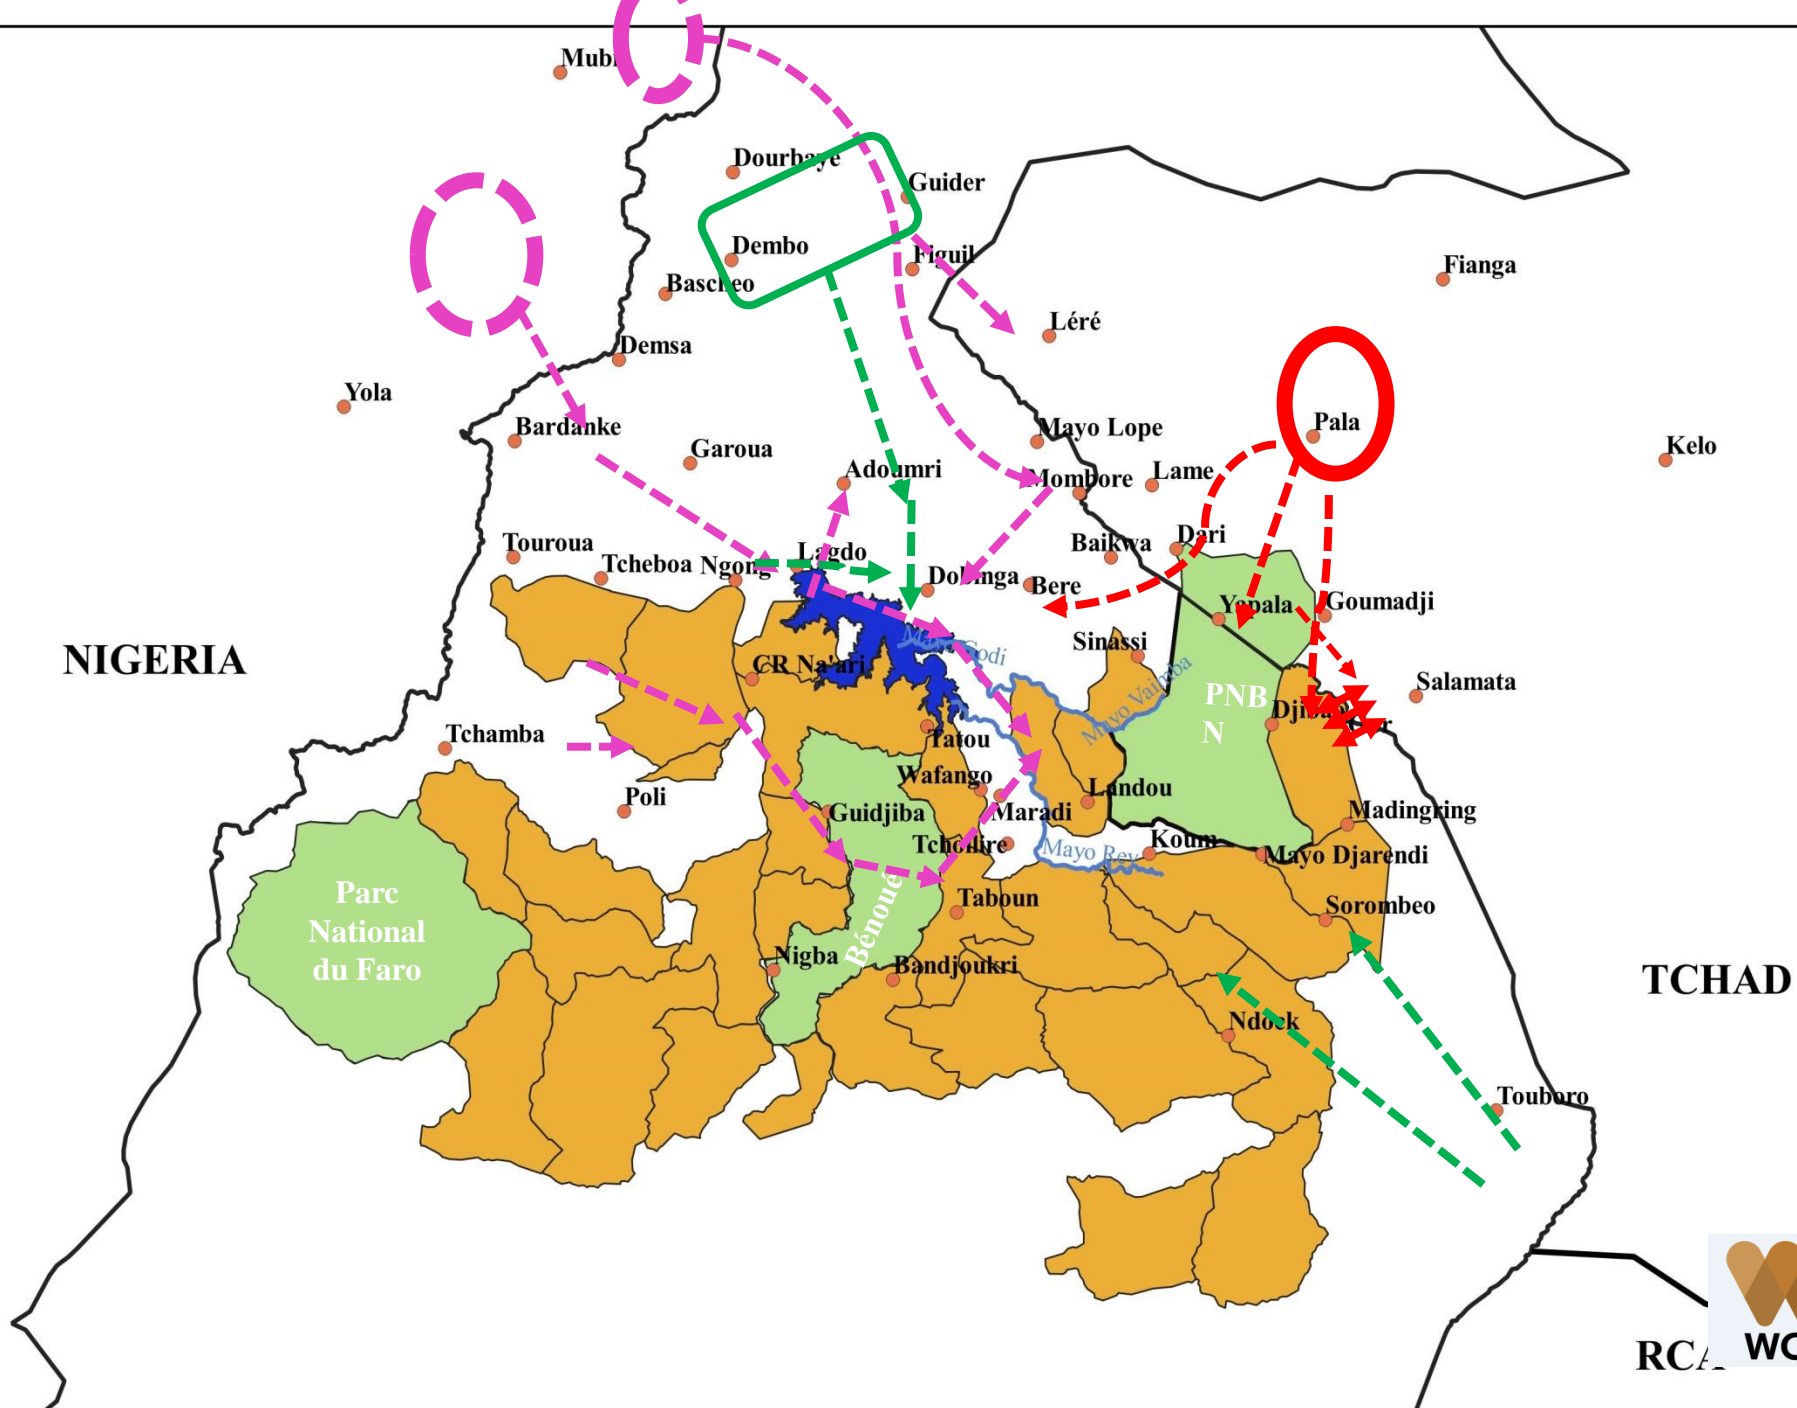 Mubi
Dourbaye
Guider
Dembo
Figuil
Fianga
Bascheo
Léré
Demsa
Yola
Pala
Bardanke
Mayo Lope
Garoua
Kelo
Adoumri
Mombore
Lame
Dari
Touroua
Baikwa
Lagdo
Tcheboa
Ngong
Dobinga
Bere
Yapala
Goumadji
Mayo Godi
Sinassi
NIGERIA
CR Na'ari
Mayo Vaimba
Salamata
PNB
N
Tchamba
Tatou
Wafango
Landou
Poli
Guidjiba
Maradi
Madingring
Tchollire
Koum
Mayo Rey
Mayo Djarendi
Parc
National
du Faro
Bénoué
Taboun
Sorombeo
Nigba
Bandjoukri
TCHAD
Ndock
Touboro
RCA
WC